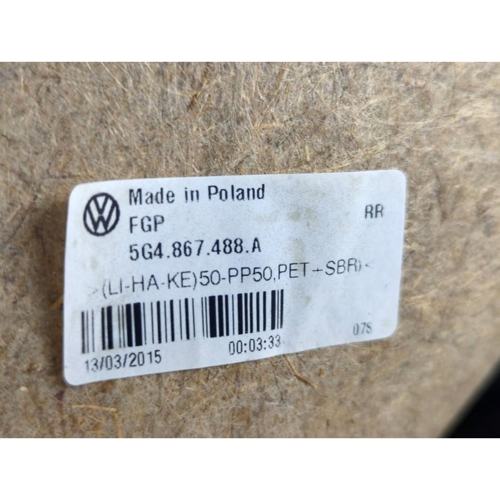 Made in Poland
FGP RR
5G4.867.488.A
>(LI-HA-KE)50-PP50,PET+SBR)<
13/03/2015 00:03:33 078